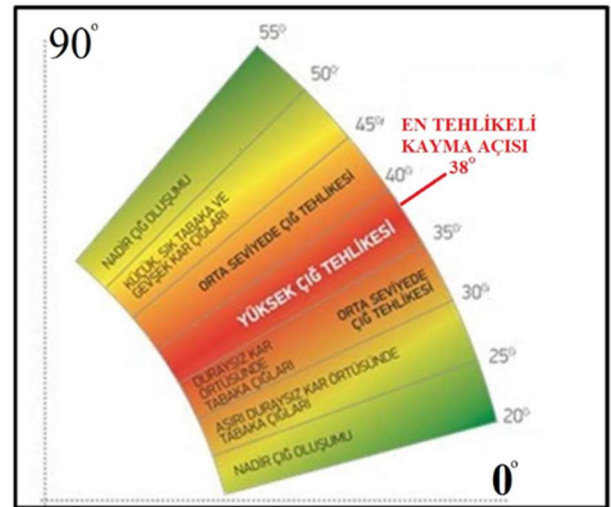 90°
55°
50°
45°
EN TEHLİKELİ
KAYMA AÇISI
38°
40°
35°
30°
25°
20°
0°
NADİR ÇIĞ OLUŞUMU
KÜÇÜK, SIK TABAKA VE
GEVŞEK KAR ÇIĞLARI
ORTA SEVİYEDE ÇIĞ TEHLİKESİ
YÜKSEK ÇIĞ TEHLİKESİ
DURAYSIZ KAR
ÖRTÜSÜNDE
TABAKA ÇIĞLARI
ORTA SEVİYEDE
ÇIĞ TEHLİKESİ
AŞIRI DURAYSIZ KAR ÖRTÜSÜNDE
TABAKA ÇIĞLARI
NADİR ÇIĞ OLUŞUMU